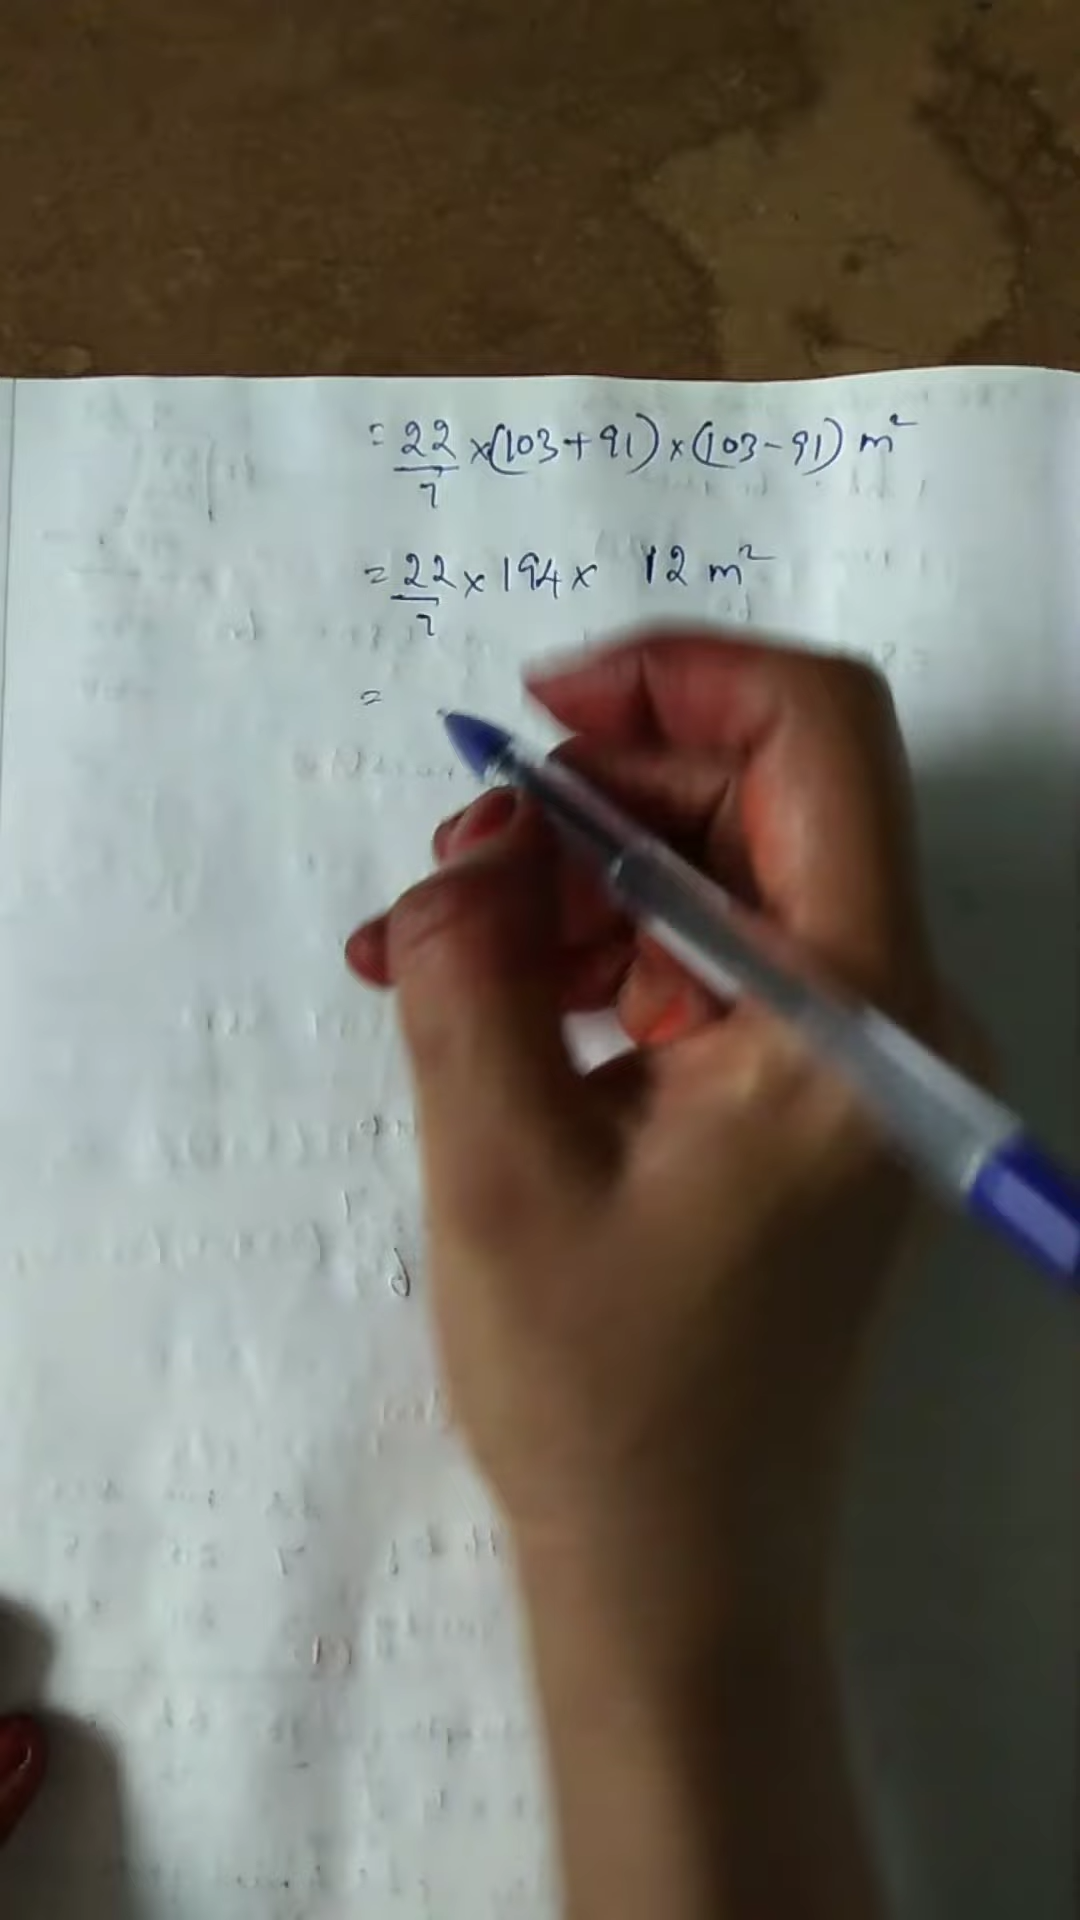 = 22/7 ×(103+91)×(103-91) m²
= 22/7 × 194 × 12 m²
=